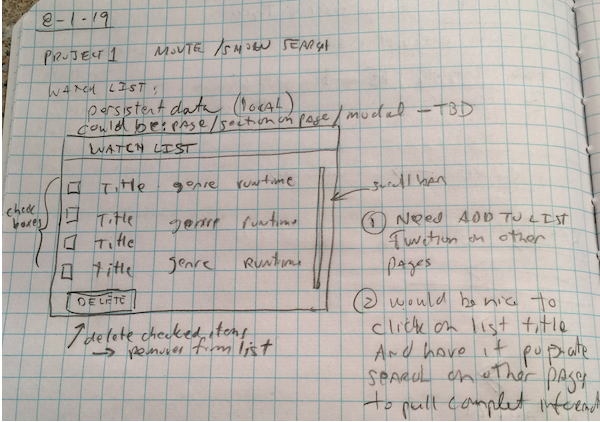 8-1-19
PROJECT 1 MOVIE/SHOW SEARCH
WATCH LIST:
persistent data (local)
could be: page/section on page/modal - TBD
WATCH LIST
Title genre runtime
Title genre runtime
Title
Title genre runtime
DELETE
check boxes
scroll bar
delete checked items
→ removes from list
① NEED ADD TO LIST
function on other
pages
② would be nice to
click on list title
AND have it populate
SEARCH on other pages
to pull complet